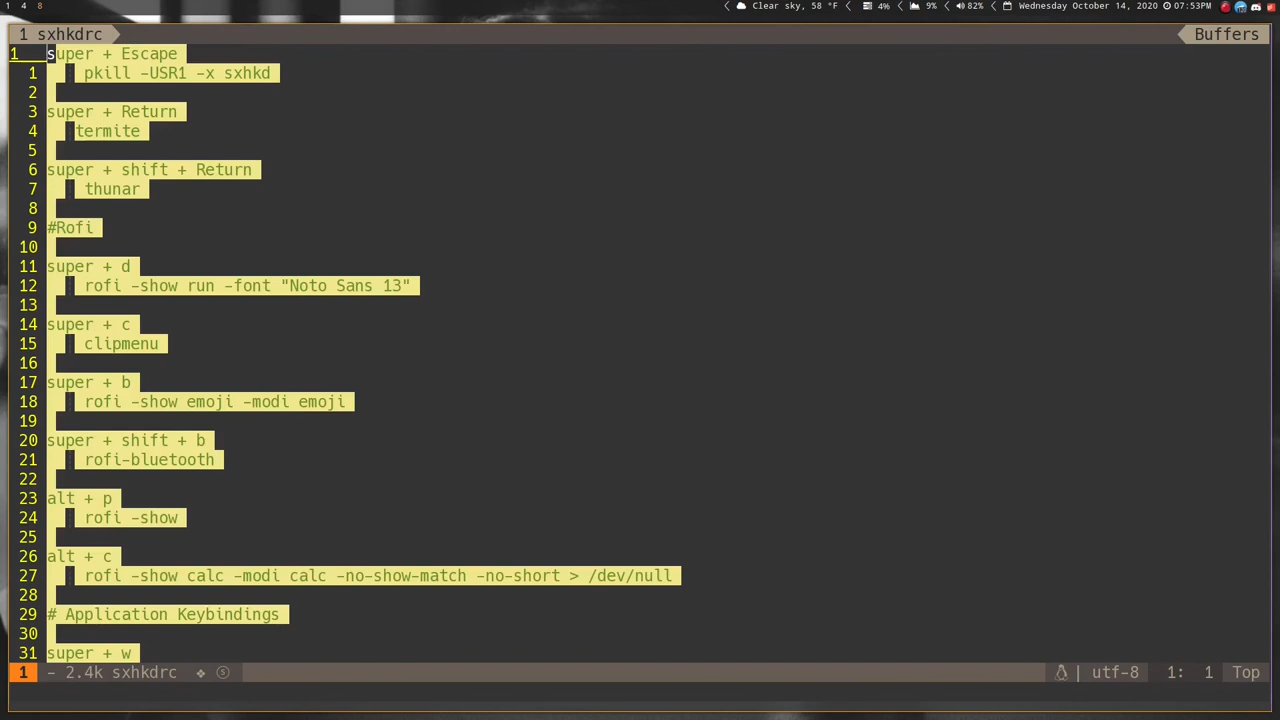 1 4 8 Clear sky, 58 °F 4% 9% 82% Wednesday October 14, 2020 07:53PM
1 sxhkdrc Buffers
1 super + Escape
1 pkill -USR1 -x sxhkd
2
3 super + Return
4 termite
5
6 super + shift + Return
7 thunar
8
9 #Rofi
10
11 super + d
12 rofi -show run -font "Noto Sans 13"
13
14 super + c
15 clipmenu
16
17 super + b
18 rofi -show emoji -modi emoji
19
20 super + shift + b
21 rofi-bluetooth
22
23 alt + p
24 rofi -show
25
26 alt + c
27 rofi -show calc -modi calc -no-show-match -no-short > /dev/null
28
29 # Application Keybindings
30
31 super + w
1 - 2.4k sxhkdrc ❖ ⓢ | utf-8 1: 1 Top